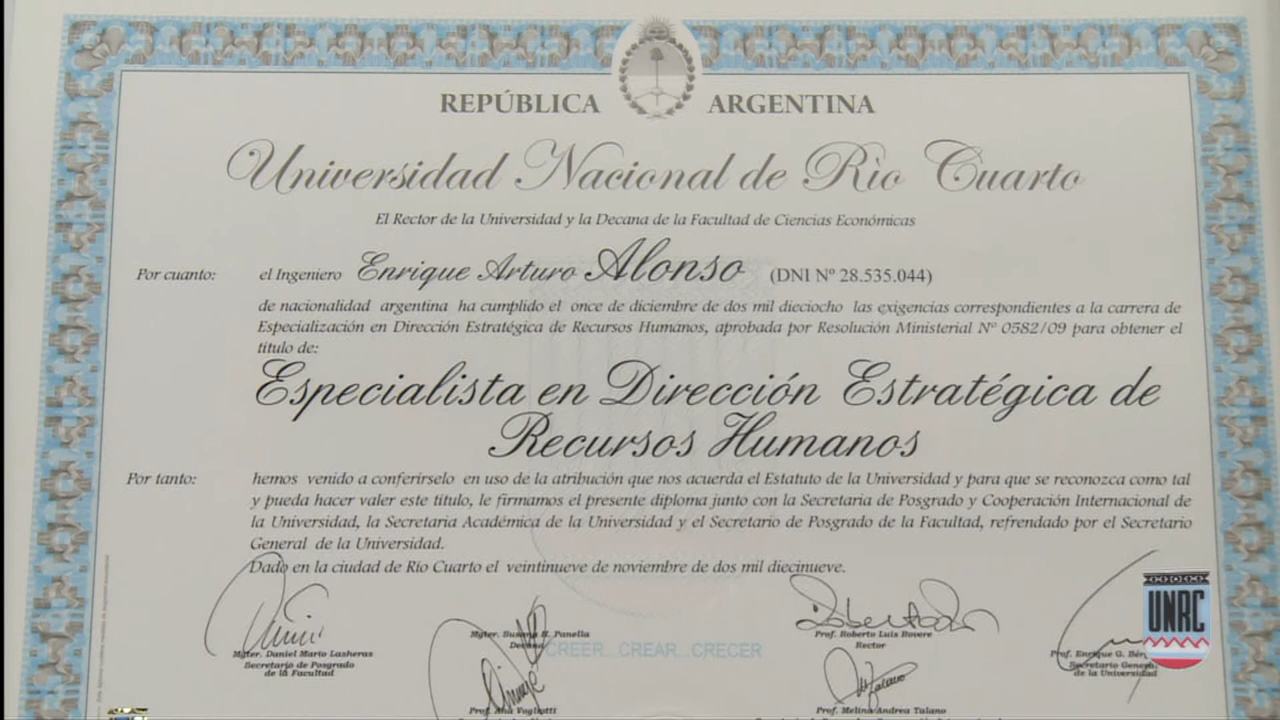 REPÚBLICA ARGENTINA
Universidad Nacional de Río Cuarto
El Rector de la Universidad y la Decana de la Facultad de Ciencias Económicas
Por cuanto: el Ingeniero Enrique Arturo Alonso (DNI Nº 28.535.044)
de nacionalidad argentina ha cumplido el once de diciembre de dos mil dieciocho las exigencias correspondientes a la carrera de
Especialización en Dirección Estratégica de Recursos Humanos, aprobada por Resolución Ministerial Nº 0582/09 para obtener el
título de:
Especialista en Dirección Estratégica de
Recursos Humanos
Por tanto: hemos venido a conferírselo en uso de la atribución que nos acuerda el Estatuto de la Universidad y para que se reconozca como tal
y pueda hacer valer este título, le firmamos el presente diploma junto con la Secretaria de Posgrado y Cooperación Internacional de
la Universidad, la Secretaria Académica de la Universidad y el Secretario de Posgrado de la Facultad, refrendado por el Secretario
General de la Universidad.
Dado en la ciudad de Río Cuarto el veintinueve de noviembre de dos mil diecinueve.
Mgter. Daniel Mario Lasheras
Secretario de Posgrado
de la Facultad
Mgter. Susana B. Panella
Decana
CREER...CREAR...CRECER
Prof. Roberto Luis Rovere
Rector
Prof. Enrique G.
Secretario General
de la Universidad
UNRC
Prof. Ana Vogliotti
Prof. Melina Andrea Talano